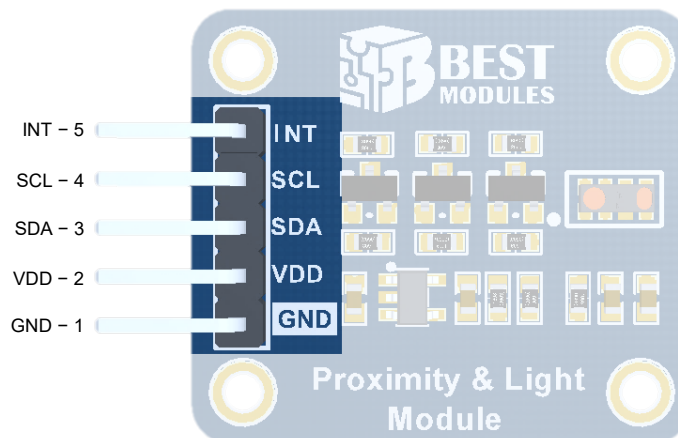 BEST
MODULES
INT – 5
INT
SCL – 4
SCL
SDA – 3
SDA
VDD – 2
VDD
GND – 1
GND
Proximity & Light
Module